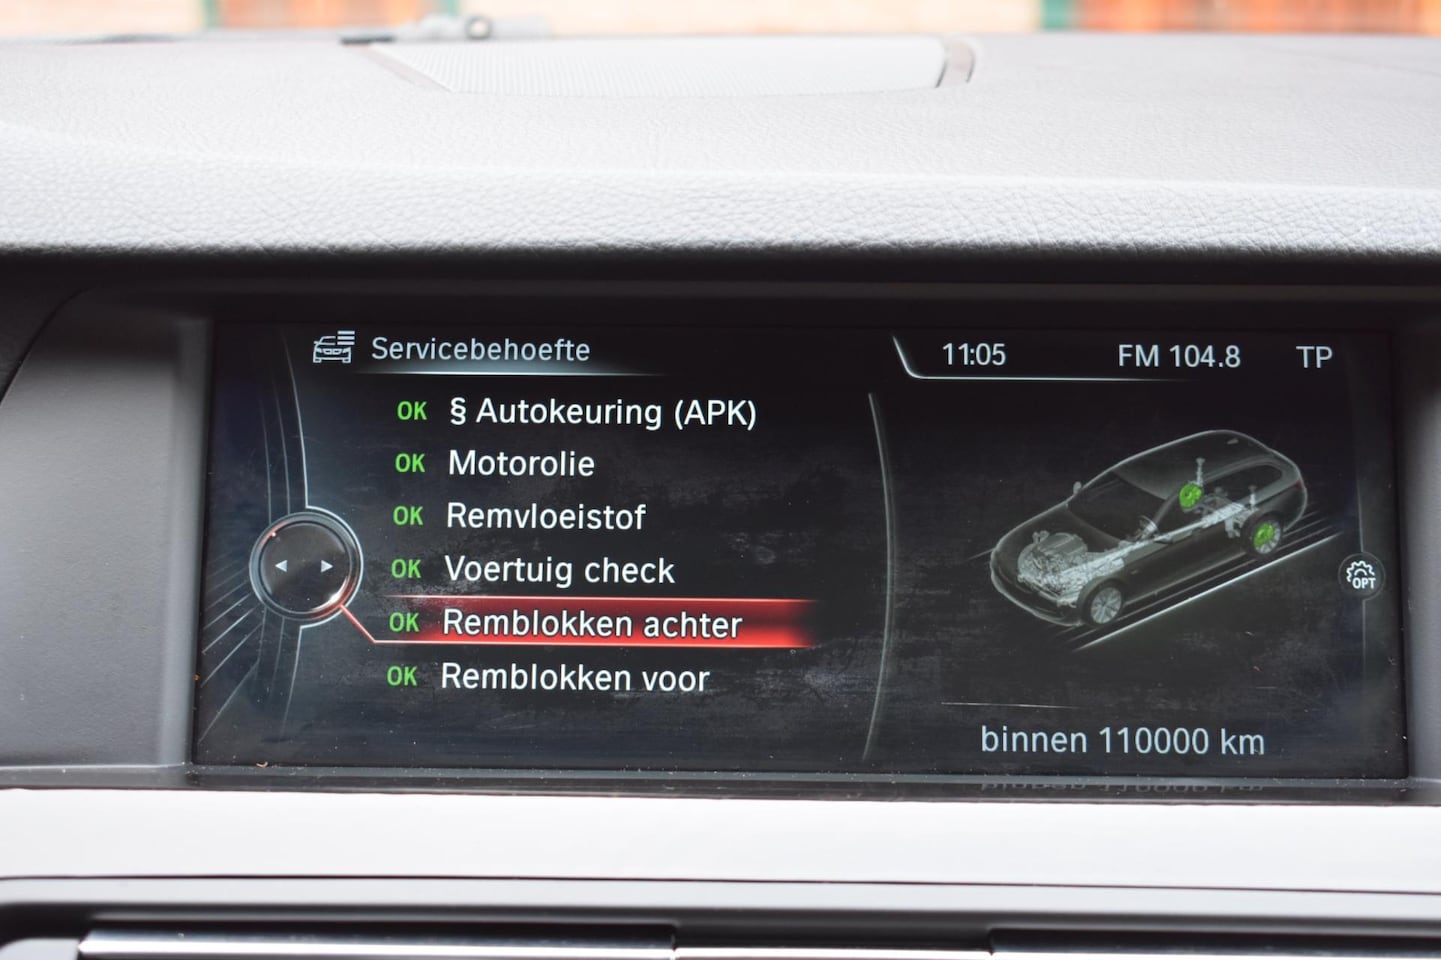 Servicebehoefte
11:05 FM 104.8 TP
OK § Autokeuring (APK)
OK Motorolie
OK Remvloeistof
OK Voertuig check
OK Remblokken achter
OK Remblokken voor
OPT
binnen 110000 km